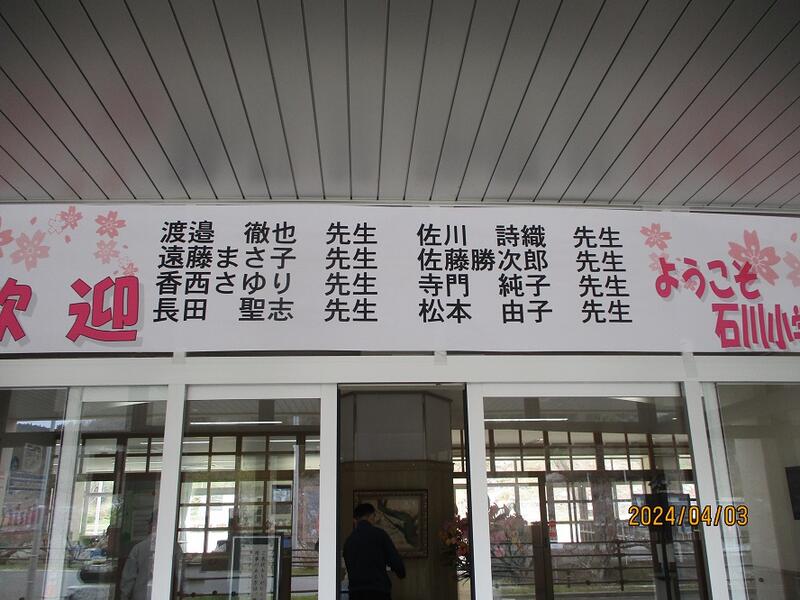 歓迎
渡邉 徹也 先生 佐川 詩織 先生
遠藤まさ子 先生 佐藤勝次郎 先生
香西さゆり 先生 寺門 純子 先生
長田 聖志 先生 松本 由子 先生
ようこそ
石川小学
2024/04/03